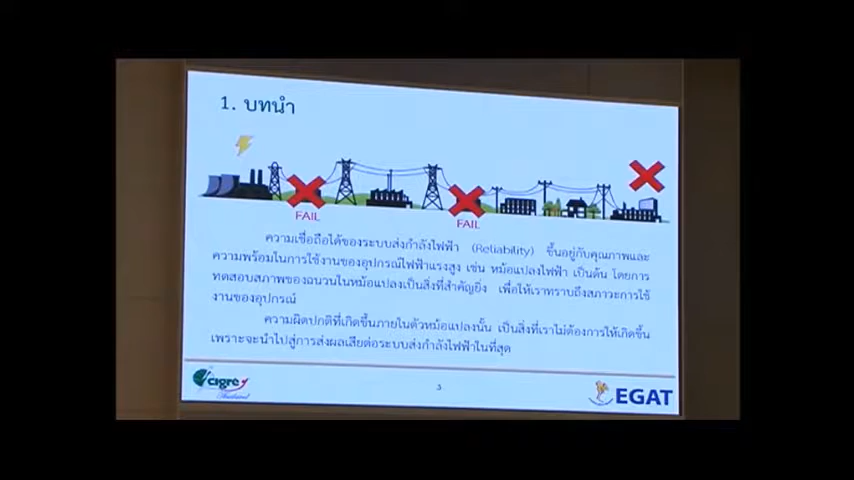 1. บทนำ
FAIL
FAIL
ความเชื่อถือได้ของระบบส่งกำลังไฟฟ้า (Reliability) ขึ้นอยู่กับคุณภาพและ
ความพร้อมในการใช้งานของอุปกรณ์ไฟฟ้าแรงสูง เช่น หม้อแปลงไฟฟ้า เป็นต้น โดยการ
ทดสอบสภาพของฉนวนในหม้อแปลงเป็นสิ่งที่สำคัญยิ่ง เพื่อให้เราทราบถึงสภาวะการใช้
งานของอุปกรณ์
ความผิดปกติที่เกิดขึ้นภายในตัวหม้อแปลงนั้น เป็นสิ่งที่เราไม่ต้องการให้เกิดขึ้น
เพราะจะนำไปสู่การส่งผลเสียต่อระบบส่งกำลังไฟฟ้าในที่สุด
cigre
Thailand
3
EGAT